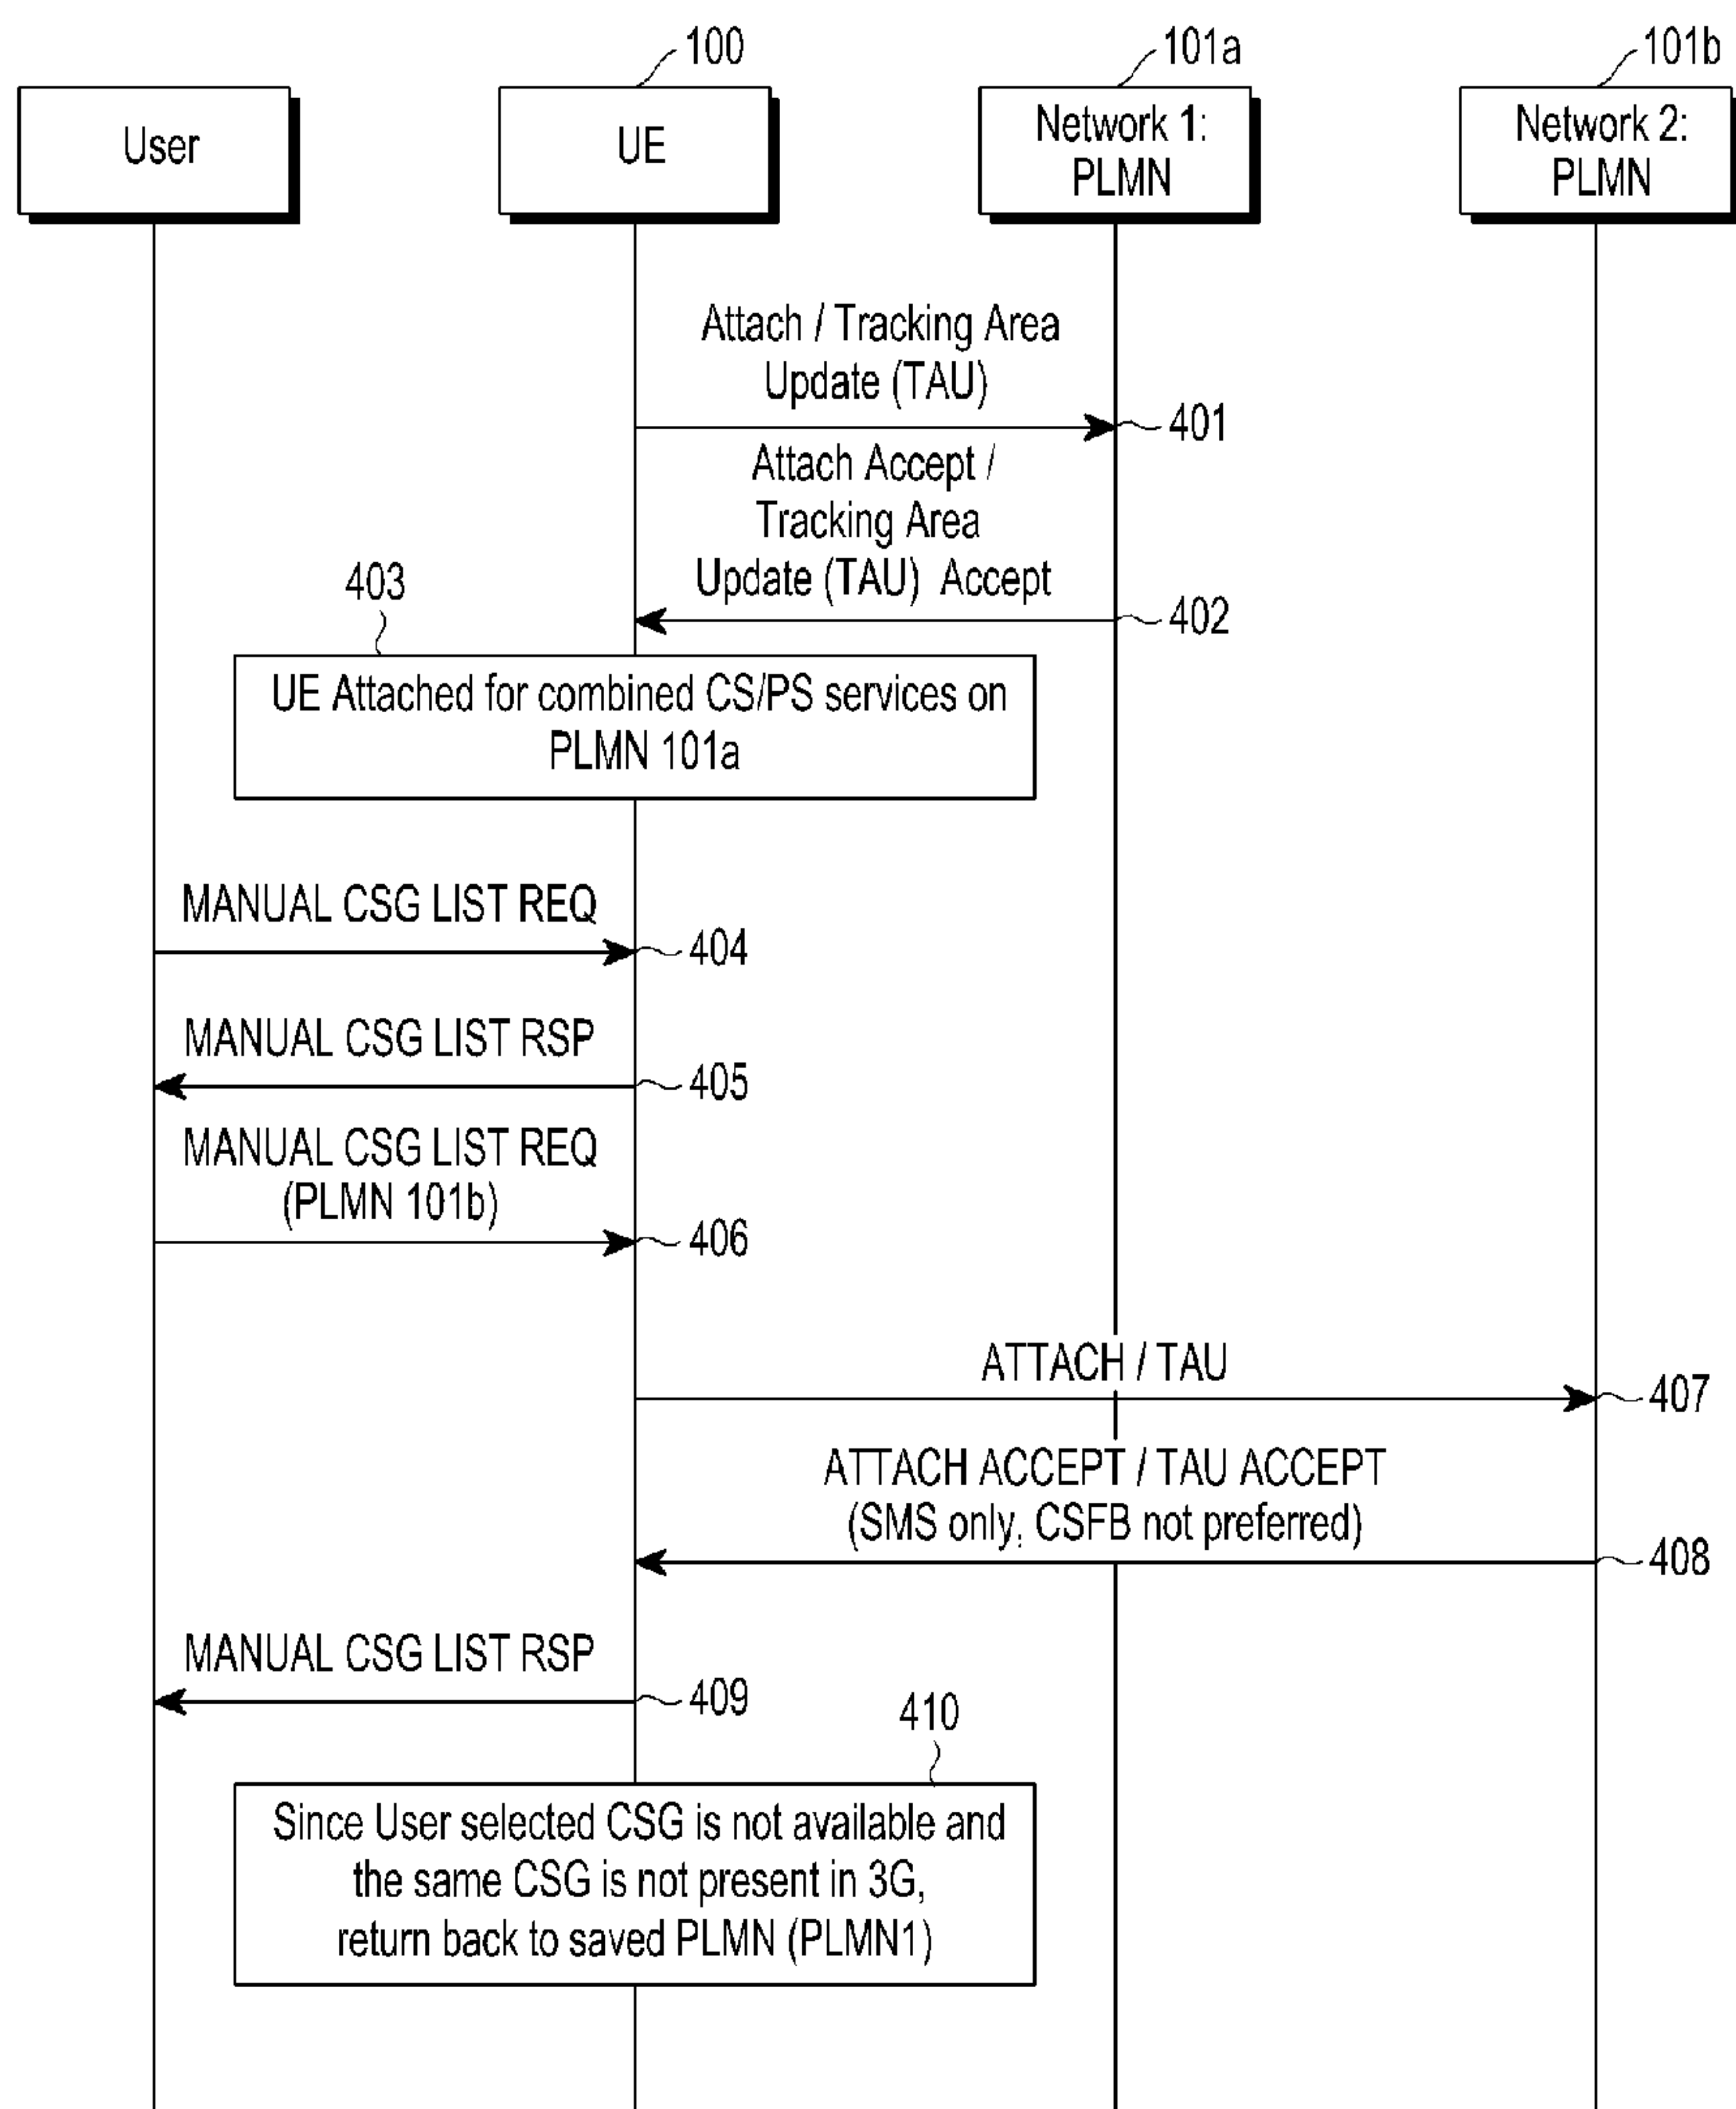 100
101a
101b
User
UE
Network 1:
PLMN
Network 2:
PLMN
Attach / Tracking Area
Update (TAU)
401
Attach Accept /
Tracking Area
Update (TAU) Accept
402
403
UE Attached for combined CS/PS services on
PLMN 101a
MANUAL CSG LIST REQ
404
MANUAL CSG LIST RSP
405
MANUAL CSG LIST REQ
(PLMN 101b)
406
ATTACH / TAU
407
ATTACH ACCEPT / TAU ACCEPT
(SMS only, CSFB not preferred)
408
MANUAL CSG LIST RSP
409
410
Since User selected CSG is not available and
the same CSG is not present in 3G,
return back to saved PLMN (PLMN1)